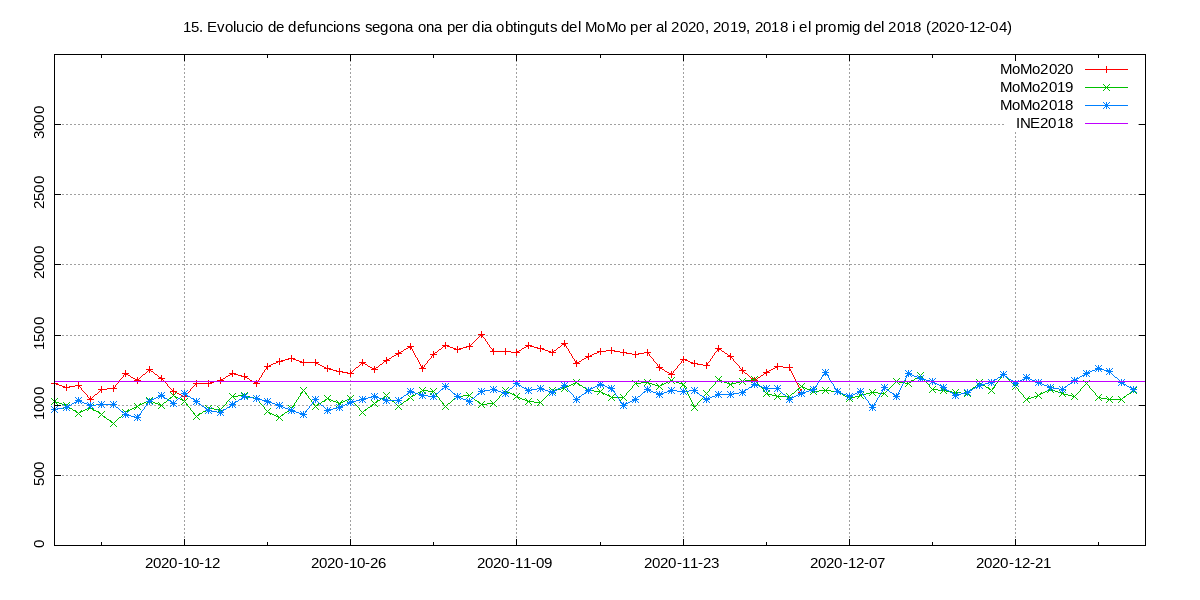 15. Evolucio de defuncions segona ona per dia obtinguts del MoMo per al 2020, 2019, 2018 i el promig del 2018 (2020-12-04)
MoMo2020
MoMo2019
MoMo2018
INE2018
3000
2500
2000
1500
1000
500
0
2020-10-12 2020-10-26 2020-11-09 2020-11-23 2020-12-07 2020-12-21